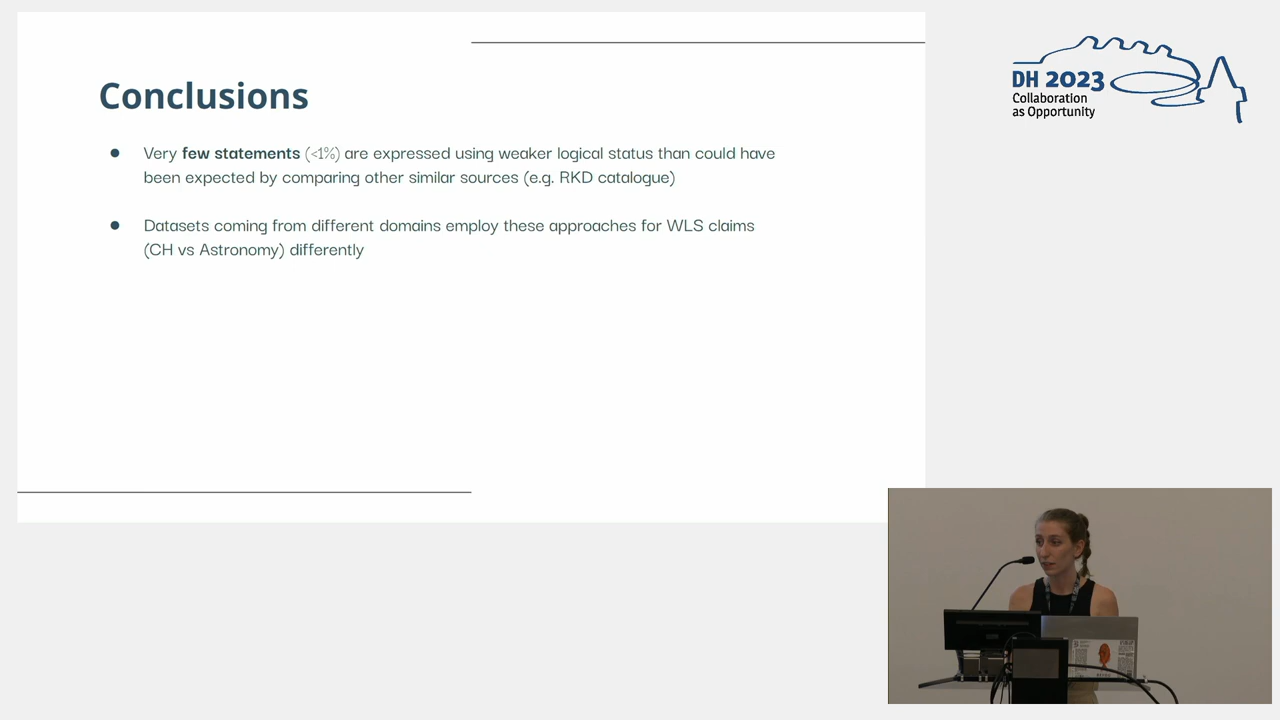 DH 2023
Collaboration
as Opportunity
Conclusions
● Very few statements (<1%) are expressed using weaker logical status than could have
been expected by comparing other similar sources (e.g. RKD catalogue)
● Datasets coming from different domains employ these approaches for WLS claims
(CH vs Astronomy) differently